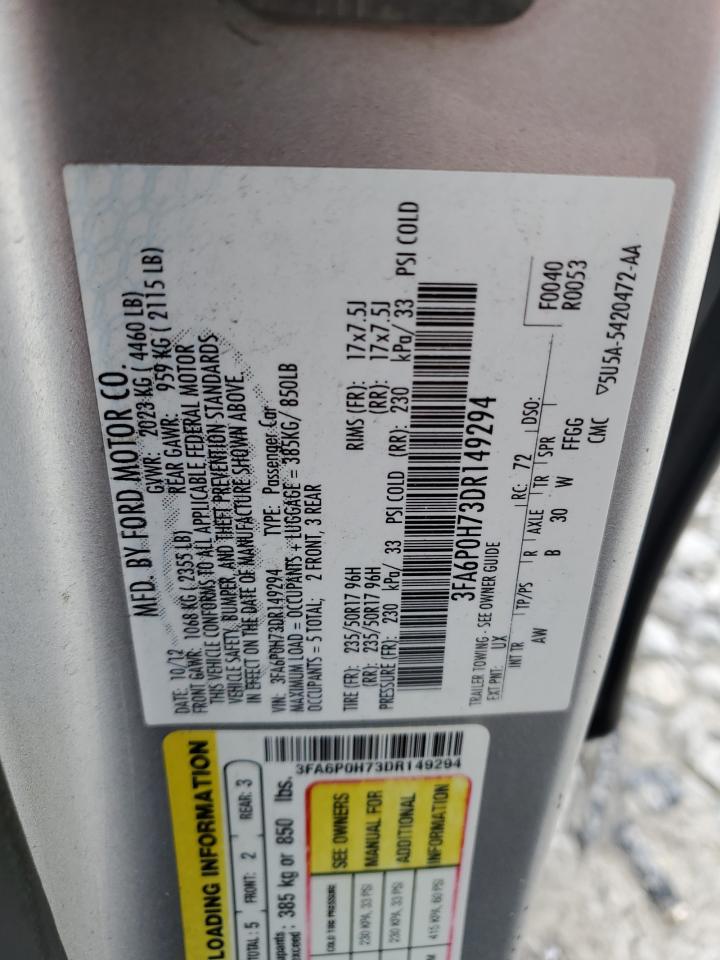 MFD. BY FORD MOTOR CO.
DATE: 10/12 GVWR: 2023 KG ( 4460 LB)
FRONT GAWR: 1068 KG ( 2355 LB) REAR GAWR: 959 KG ( 2115 LB)
THIS VEHICLE CONFORMS TO ALL APPLICABLE FEDERAL MOTOR
VEHICLE SAFETY, BUMPER, AND THEFT PREVENTION STANDARDS
IN EFFECT ON THE DATE OF MANUFACTURE SHOWN ABOVE.
VIN: 3FA6P0H73DR149294 TYPE: Passenger Car
MAXIMUM LOAD = OCCUPANTS + LUGGAGE = 385KG/ 850LB
OCCUPANTS = 5 TOTAL; 2 FRONT, 3 REAR
TIRE (FR): 235/50R17 96H RIMS (FR): 17x7.5J
(RR): 235/50R17 96H (RR): 17x7.5J
PRESSURE (FR): 230 kPa/ 33 PSI COLD (RR): 230 kPa/ 33 PSI COLD
3FA6P0H73DR149294
TRAILER TOWING - SEE OWNER GUIDE
EXT PNT: UX RC: 72 DSO: F0040
R0053
INT TR TP/PS R AXLE TR SPR
AW B 30 W FFGG
CMC
▽5U5A-5420472-AA
LOADING INFORMATION
TOTAL: 5 FRONT: 2 REAR: 3
385 kg or 850 lbs.
3FA6P0H73DR149294
COLD TIRE PRESSURE SEE OWNERS
230 KPA, 33 PSI MANUAL FOR
230 KPA, 33 PSI ADDITIONAL
415 KPA, 60 PSI INFORMATION